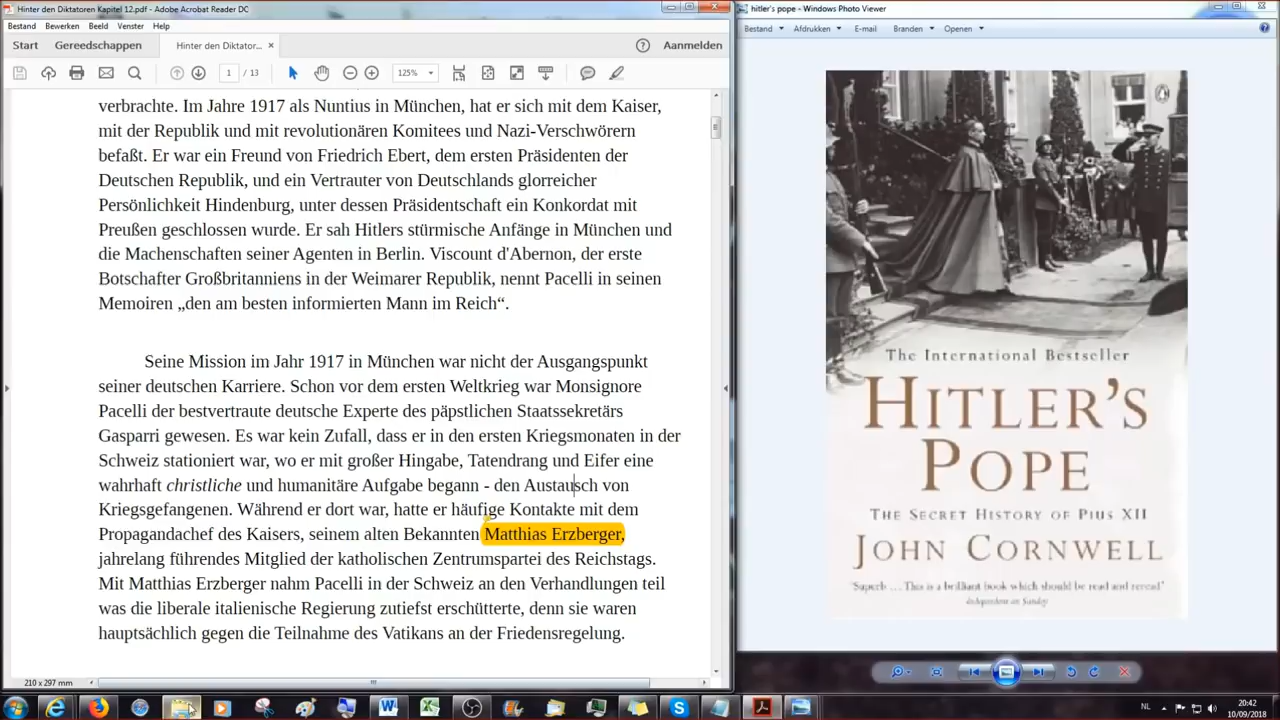 Hinter den Diktatoren Kapitel 12.pdf - Adobe Acrobat Reader DC
Bestand Bewerken Beeld Venster Help
Start Gereedschappen Hinter den Diktator... × Aanmelden
1 / 13 125%
verbrachte. Im Jahre 1917 als Nuntius in München, hat er sich mit dem Kaiser,
mit der Republik und mit revolutionären Komitees und Nazi-Verschwörern
befaßt. Er war ein Freund von Friedrich Ebert, dem ersten Präsidenten der
Deutschen Republik, und ein Vertrauter von Deutschlands glorreicher
Persönlichkeit Hindenburg, unter dessen Präsidentschaft ein Konkordat mit
Preußen geschlossen wurde. Er sah Hitlers stürmische Anfänge in München und
die Machenschaften seiner Agenten in Berlin. Viscount d'Abernon, der erste
Botschafter Großbritanniens in der Weimarer Republik, nennt Pacelli in seinen
Memoiren „den am besten informierten Mann im Reich“.
Seine Mission im Jahr 1917 in München war nicht der Ausgangspunkt
seiner deutschen Karriere. Schon vor dem ersten Weltkrieg war Monsignore
Pacelli der bestvertraute deutsche Experte des päpstlichen Staatssekretärs
Gasparri gewesen. Es war kein Zufall, dass er in den ersten Kriegsmonaten in der
Schweiz stationiert war, wo er mit großer Hingabe, Tatendrang und Eifer eine
wahrhaft christliche und humanitäre Aufgabe begann - den Austausch von
Kriegsgefangenen. Während er dort war, hatte er häufige Kontakte mit dem
Propagandachef des Kaisers, seinem alten Bekannten Matthias Erzberger,
jahrelang führendes Mitglied der katholischen Zentrumspartei des Reichstags.
Mit Matthias Erzberger nahm Pacelli in der Schweiz an den Verhandlungen teil
was die liberale italienische Regierung zutiefst erschütterte, denn sie waren
hauptsächlich gegen die Teilnahme des Vatikans an der Friedensregelung.
210 x 297 mm
hitler's pope - Windows Photo Viewer
Bestand Afdrukken E-mail Branden Openen
The International Bestseller
HITLER'S
POPE
THE SECRET HISTORY OF PIUS XII
JOHN CORNWELL
'Superb ... This is a brilliant book which should be read and reread'
Independent on Sunday
NL
20:42
10/09/2018